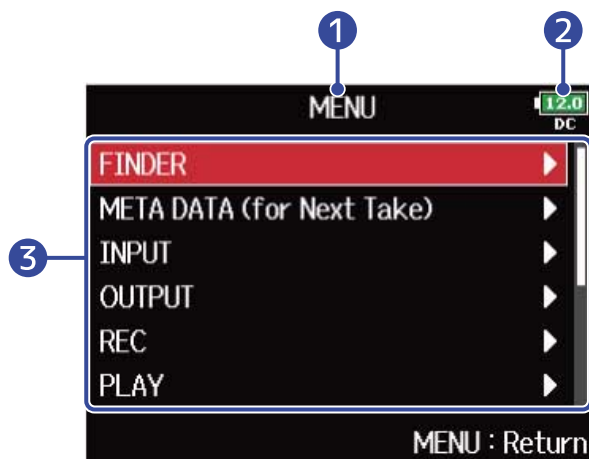 1 2
MENU 12.0
DC
FINDER
META DATA (for Next Take)
INPUT
3
OUTPUT
REC
PLAY
MENU : Return